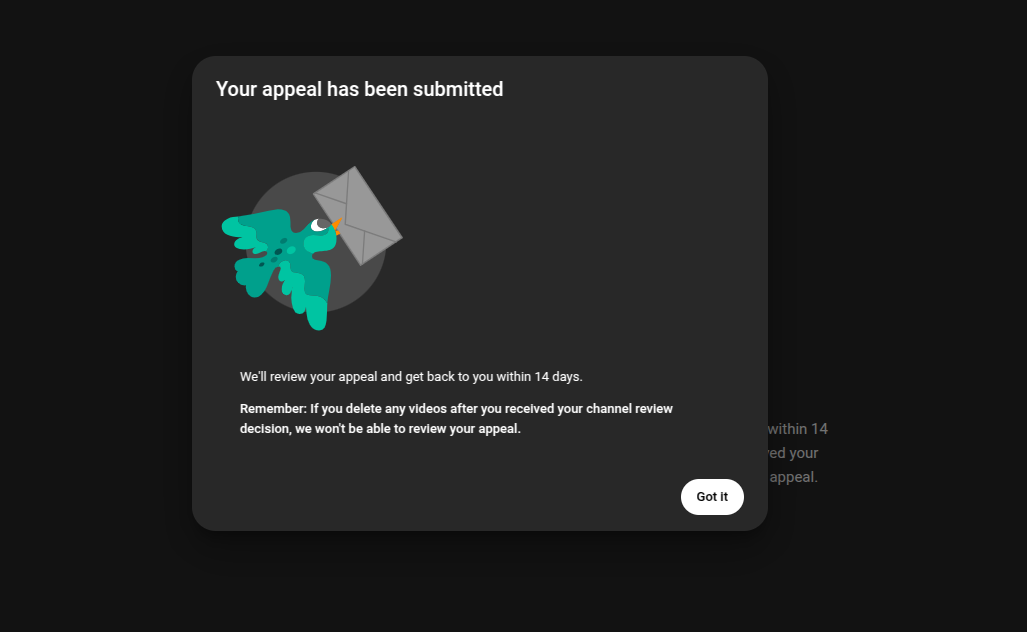 Your appeal has been submitted
We'll review your appeal and get back to you within 14 days.
Remember: If you delete any videos after you received your channel review
decision, we won't be able to review your appeal.
within 14
your
appeal.
Got it